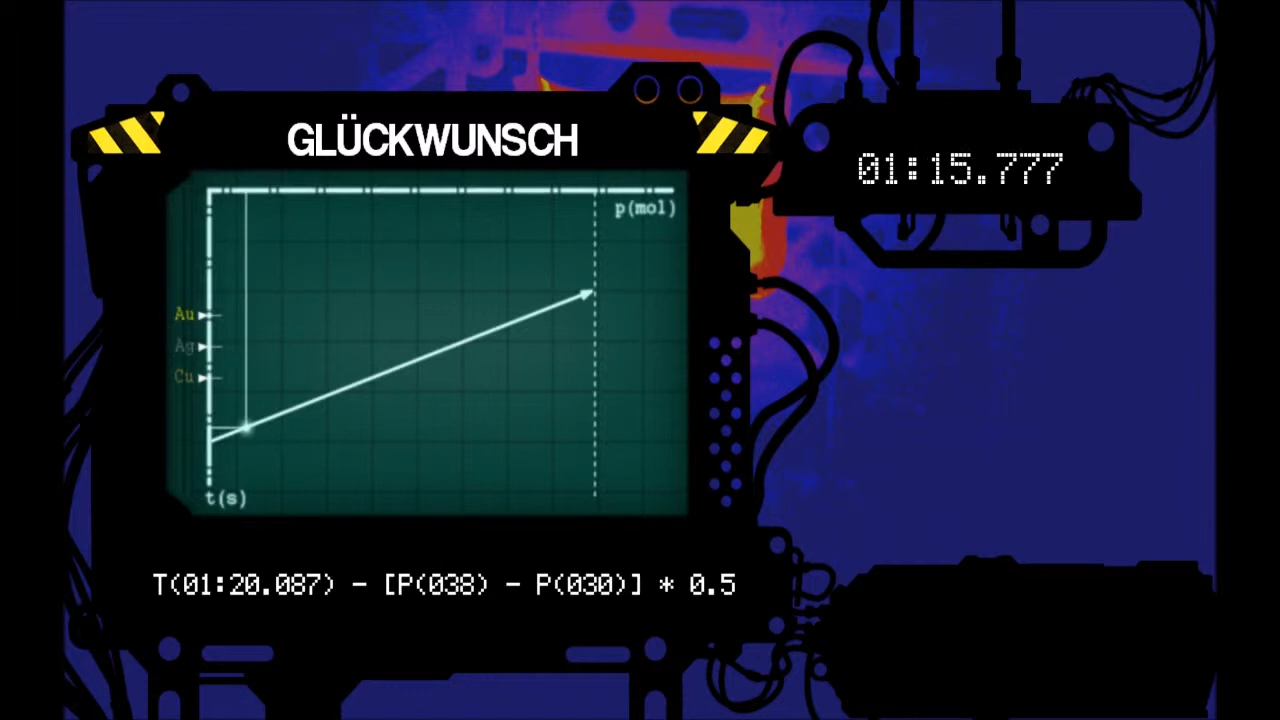 GLÜCKWUNSCH
01:15.777
p(mol)
Au
Ag
Cu
t(s)
T(01:20.087) - [P(038) - P(030)] * 0.5